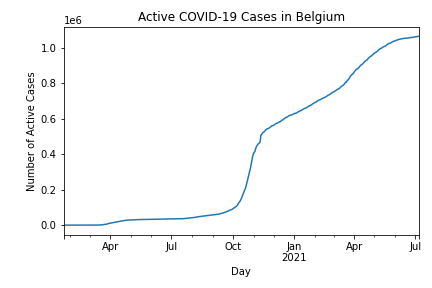 Active COVID-19 Cases in Belgium
1e6
1.0
0.8
0.6
0.4
0.2
0.0
Number of Active Cases
Apr Jul Oct Jan Apr Jul
2021
Day